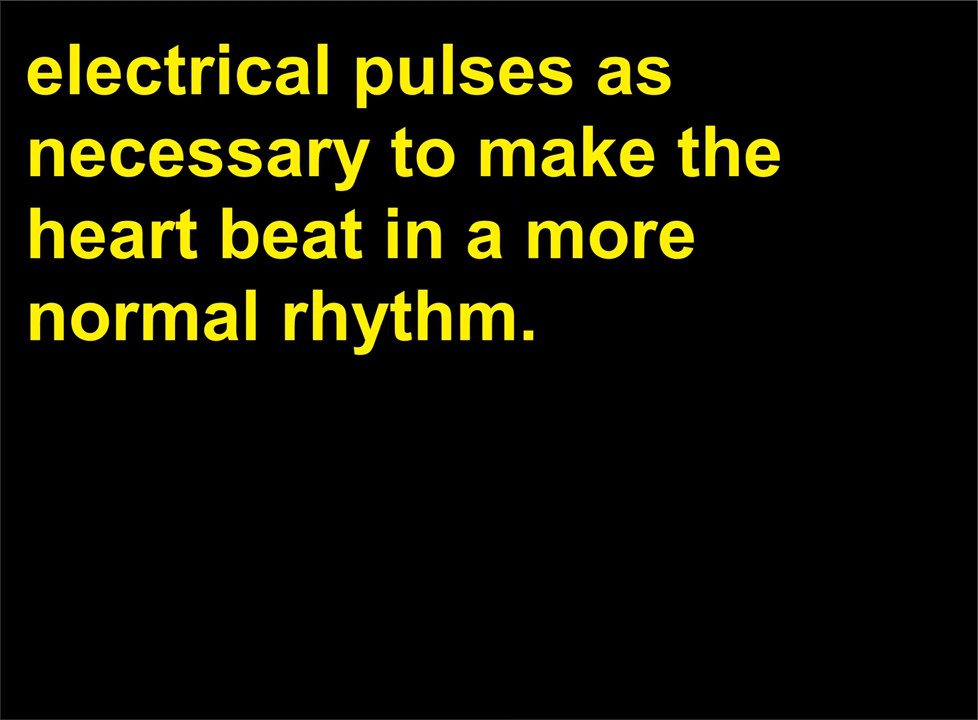 electrical pulses as
necessary to make the
heart beat in a more
normal rhythm.